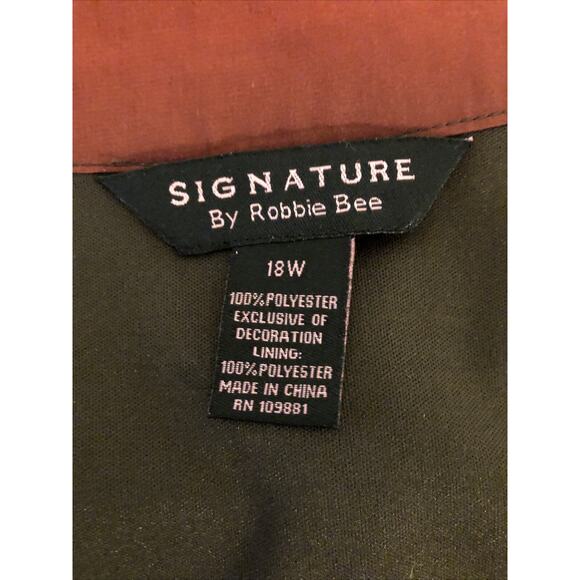 SIGNATURE
By Robbie Bee
18W
100% POLYESTER
EXCLUSIVE OF
DECORATION
LINING:
100% POLYESTER
MADE IN CHINA
RN 109881